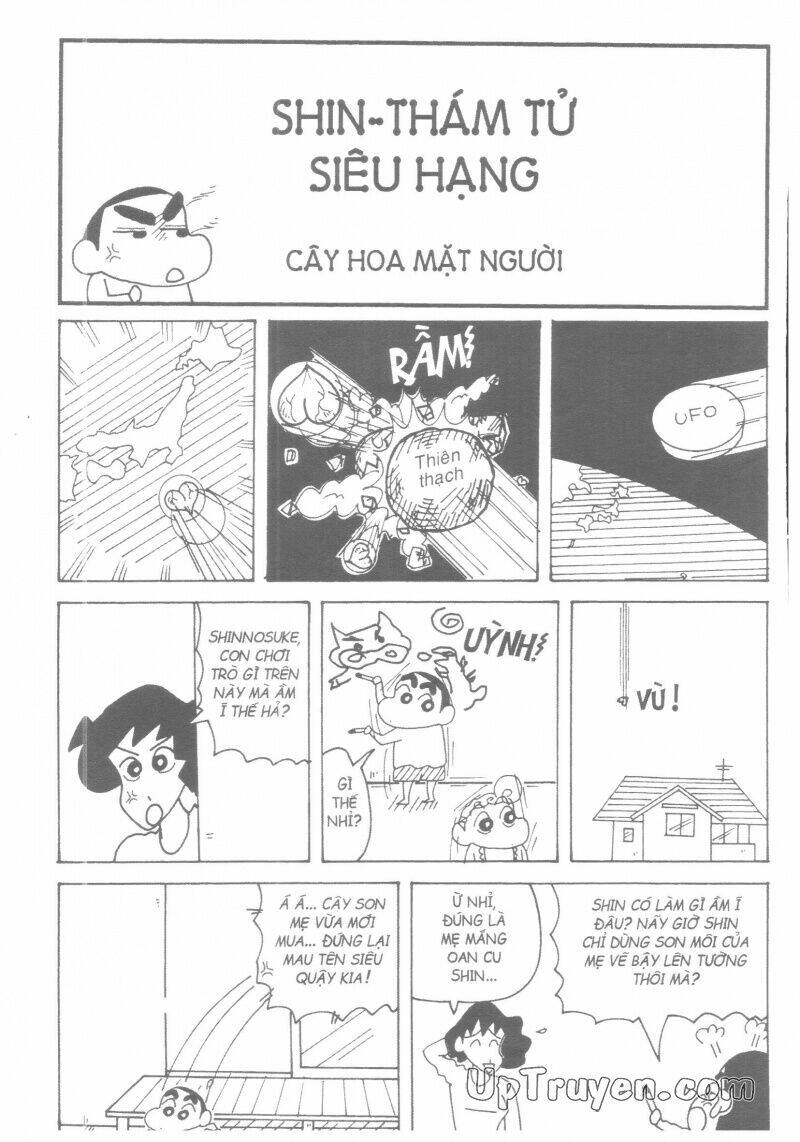 SHIN-THÁM TỬ
SIÊU HẠNG
CÂY HOA MẶT NGƯỜI
UFO
RẦM!
Thiên
thạch
VÙ!
UỲNH!
GÌ
THẾ
NHỈ?
SHINNOSUKE,
CON CHƠI
TRÒ GÌ TRÊN
NÀY MÀ ẦM
Ĩ THẾ HẢ?
SHIN CÓ LÀM GÌ ẦM Ĩ
ĐÂU? NÃY GIỜ SHIN
CHỈ DÙNG SON MÔI CỦA
MẸ VẼ BẬY LÊN TƯỜNG
THÔI MÀ?
Ừ NHỈ,
ĐÚNG LÀ
MẸ MẮNG
OAN CU
SHIN...
Á Á... CÂY SON
MẸ VỪA MỚI
MUA... ĐỨNG LẠI
MAU TÊN SIÊU
QUẬY KIA!
UPTRUYEN.COM